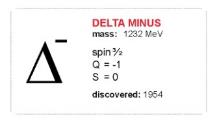 Δ⁻
DELTA MINUS
mass: 1232 MeV
spin 3⁄2
Q = -1
S = 0
discovered: 1954